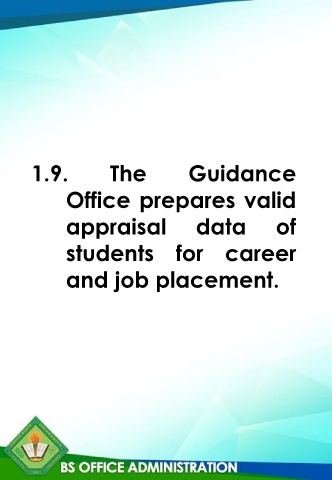 1.9. The Guidance
Office prepares valid
appraisal data of
students for career
and job placement.
BS OFFICE ADMINISTRATION